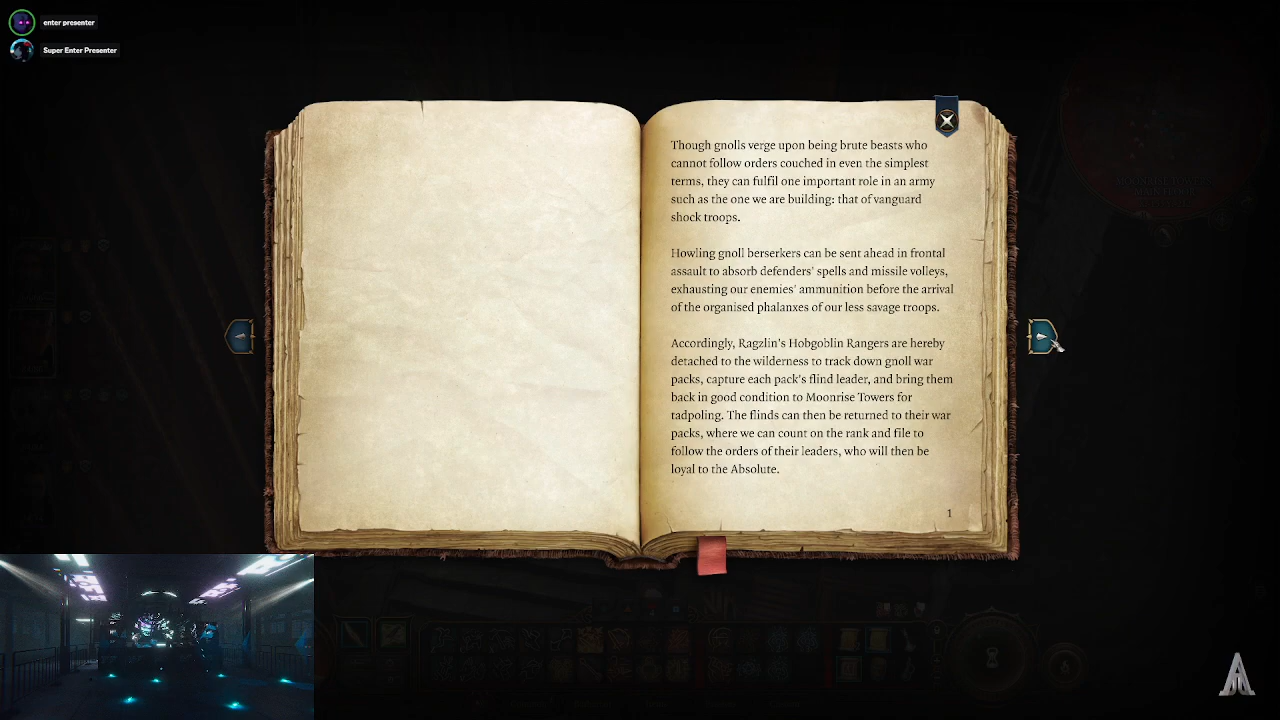 enter presenter
Super Enter Presenter
Though gnolls verge upon being brute beasts who
cannot follow orders couched in even the simplest
terms, they can fulfil one important role in an army
such as the one we are building: that of vanguard
shock troops.
Howling gnoll berserkers can be sent ahead in frontal
assault to absorb defenders' spells and missile volleys,
exhausting our enemies' ammunition before the arrival
of the organised phalanxes of our less savage troops.
Accordingly, Ragzlin's Hobgoblin Rangers are hereby
detached to the wilderness to track down gnoll war
packs, capture each pack's flind leader, and bring them
back in good condition to Moonrise Towers for
tadpoling. The flinds can then be returned to their war
packs, where we can count on the rank and file to
follow the orders of their leaders, who will then be
loyal to the Absolute.
1